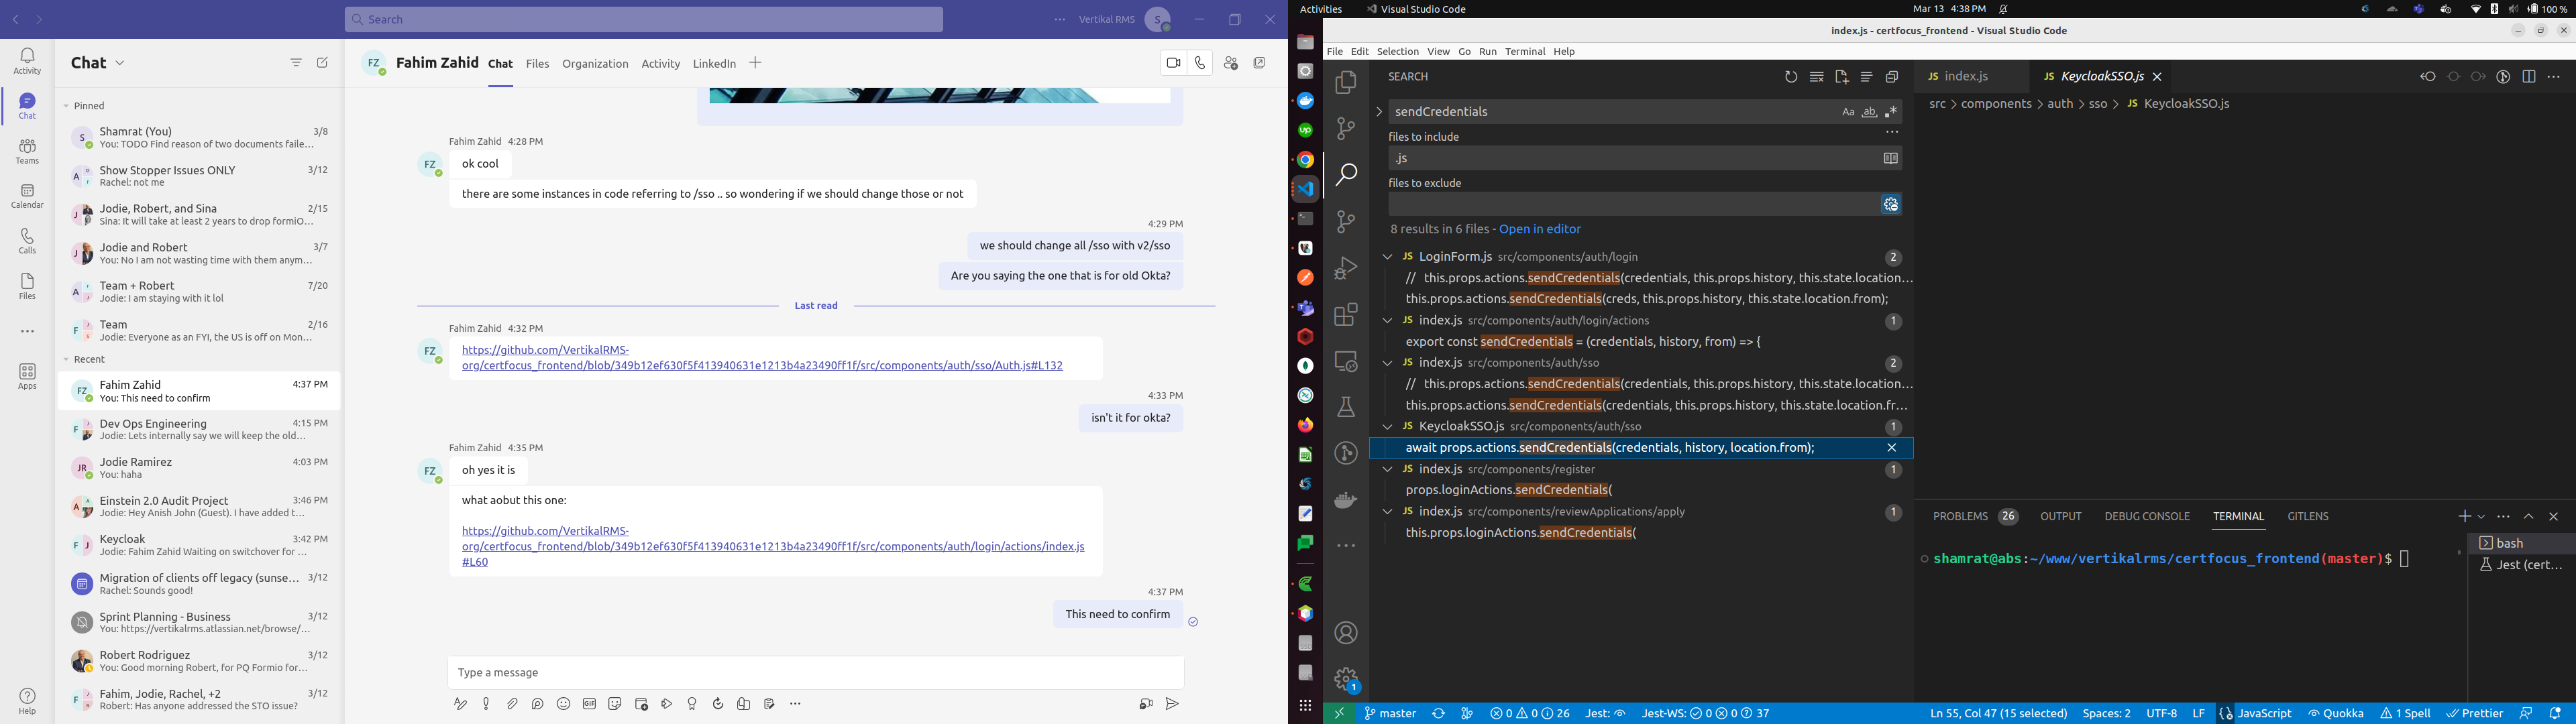 Search
Vertikal RMS
S
Activity
Chat
Teams
Calendar
Calls
Files
Apps
Help
Chat
Pinned
Shamrat (You)
3/8
You: TODO Find reason of two documents faile...
Show Stopper Issues ONLY
3/12
Rachel: not me
Jodie, Robert, and Sina
2/15
Sina: It will take at least 2 years to drop formiO...
Jodie and Robert
3/7
You: No I am not wasting time with them anym...
Team + Robert
7/20
Jodie: I am staying with it lol
Team
2/16
Jodie: Everyone as an FYI, the US is off on Mon...
Recent
Fahim Zahid
4:37 PM
You: This need to confirm
Dev Ops Engineering
4:15 PM
Jodie: Lets internally say we will keep the old...
Jodie Ramirez
4:03 PM
You: haha
Einstein 2.0 Audit Project
3:46 PM
Jodie: Hey Anish John (Guest). I have added t...
Keycloak
3:42 PM
Jodie: Fahim Zahid Waiting on switchover for ...
Migration of clients off legacy (sunse...
3/12
Rachel: Sounds good!
Sprint Planning - Business
3/12
You: https://vertikalrms.atlassian.net/browse/...
Robert Rodriguez
3/12
You: Good morning Robert, for PQ Formio for...
Fahim, Jodie, Rachel, +2
3/12
Robert: Has anyone addressed the STO issue?
FZ
Fahim Zahid
Chat Files Organization Activity LinkedIn
Fahim Zahid 4:28 PM
FZ
ok cool
there are some instances in code referring to /sso .. so wondering if we should change those or not
4:29 PM
we should change all /sso with v2/sso
Are you saying the one that is for old Okta?
Last read
Fahim Zahid 4:32 PM
FZ
https://github.com/VertikalRMS-
org/certfocus_frontend/blob/349b12ef630f5f413940631e1213b4a23490ff1f/src/components/auth/sso/Auth.js#L132
4:33 PM
isn't it for okta?
Fahim Zahid 4:35 PM
FZ
oh yes it is
what aobut this one:
https://github.com/VertikalRMS-
org/certfocus_frontend/blob/349b12ef630f5f413940631e1213b4a23490ff1f/src/components/auth/login/actions/index.js
#L60
4:37 PM
This need to confirm
Type a message
Activities
Visual Studio Code
Mar 13 4:38 PM
100 %
index.js - certfocus_frontend - Visual Studio Code
File Edit Selection View Go Run Terminal Help
SEARCH
sendCredentials
files to include
.js
files to exclude
8 results in 6 files - Open in editor
JS LoginForm.js src/components/auth/login
2
// this.props.actions.sendCredentials(credentials, this.props.history, this.state.location...
this.props.actions.sendCredentials(creds, this.props.history, this.state.location.from);
JS index.js src/components/auth/login/actions
1
export const sendCredentials = (credentials, history, from) => {
JS index.js src/components/auth/sso
2
// this.props.actions.sendCredentials(credentials, this.props.history, this.state.location...
this.props.actions.sendCredentials(credentials, this.props.history, this.state.location.fr...
JS KeycloakSSO.js src/components/auth/sso
1
await props.actions.sendCredentials(credentials, history, location.from);
JS index.js src/components/register
1
props.loginActions.sendCredentials(
JS index.js src/components/reviewApplications/apply
1
this.props.loginActions.sendCredentials(
JS index.js
JS KeycloakSSO.js
src > components > auth > sso > JS KeycloakSSO.js
PROBLEMS 26 OUTPUT DEBUG CONSOLE TERMINAL GITLENS
shamrat@abs:~/www/vertikalrms/certfocus_frontend(master)$
bash
Jest (cert...
1
master
0 0 26
Jest:
Jest-WS: 0 0 37
Ln 55, Col 47 (15 selected)
Spaces: 2
UTF-8
LF
JavaScript
Quokka
1 Spell
Prettier